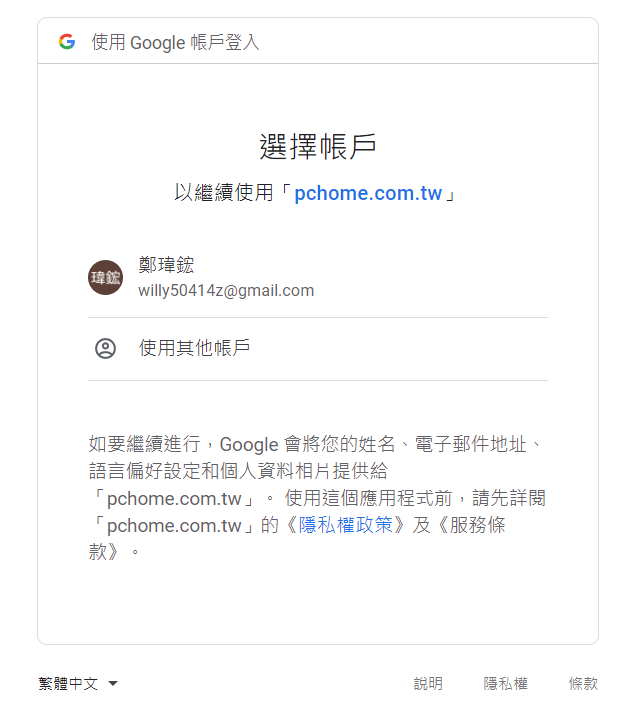 使用 Google 帳戶登入
選擇帳戶
以繼續使用「pchome.com.tw」
瑋鋐
鄭瑋鋐
willy50414z@gmail.com
使用其他帳戶
如要繼續進行，Google 會將您的姓名、電子郵件地址、
語言偏好設定和個人資料相片提供給
「pchome.com.tw」。 使用這個應用程式前，請先詳閱
「pchome.com.tw」的《隱私權政策》及《服務條
款》。
繁體中文 說明 隱私權 條款